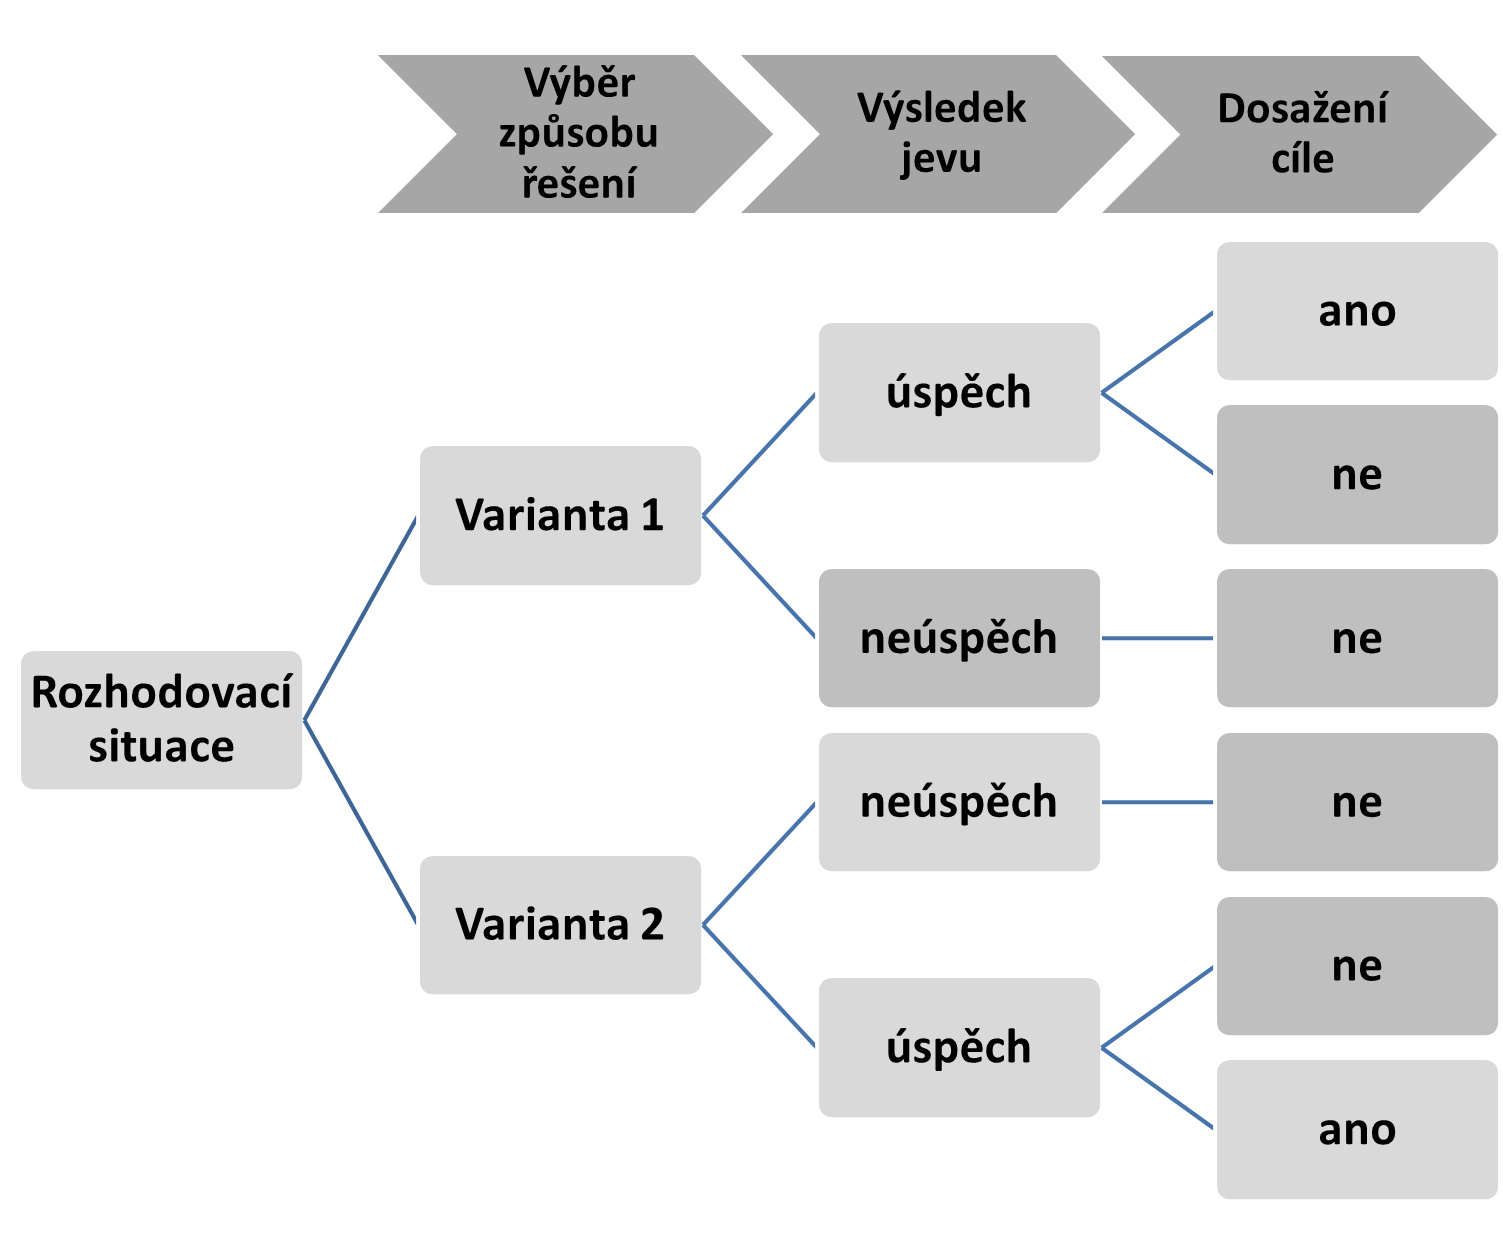 Výběr
způsobu
řešení
Výsledek
jevu
Dosažení
cíle
Rozhodovací
situace
Varianta 1
úspěch
ano
ne
neúspěch
ne
Varianta 2
neúspěch
ne
úspěch
ne
ano